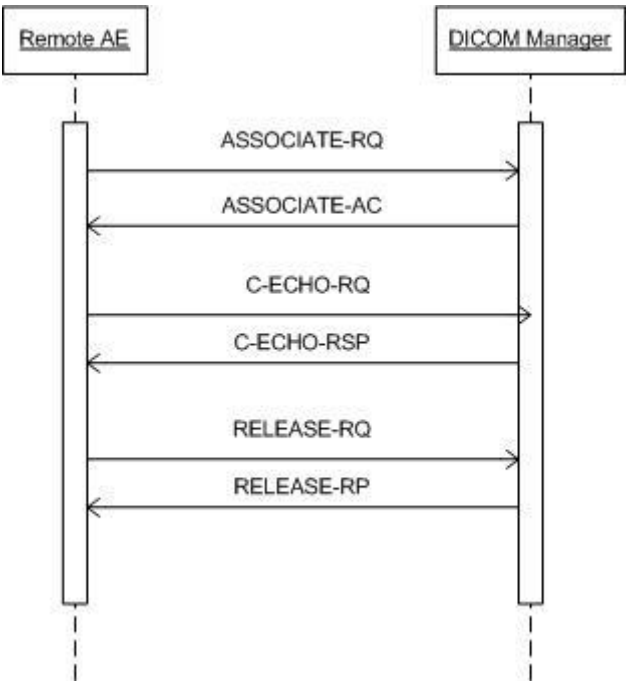 Remote AE
DICOM Manager
ASSOCIATE-RQ
ASSOCIATE-AC
C-ECHO-RQ
C-ECHO-RSP
RELEASE-RQ
RELEASE-RP